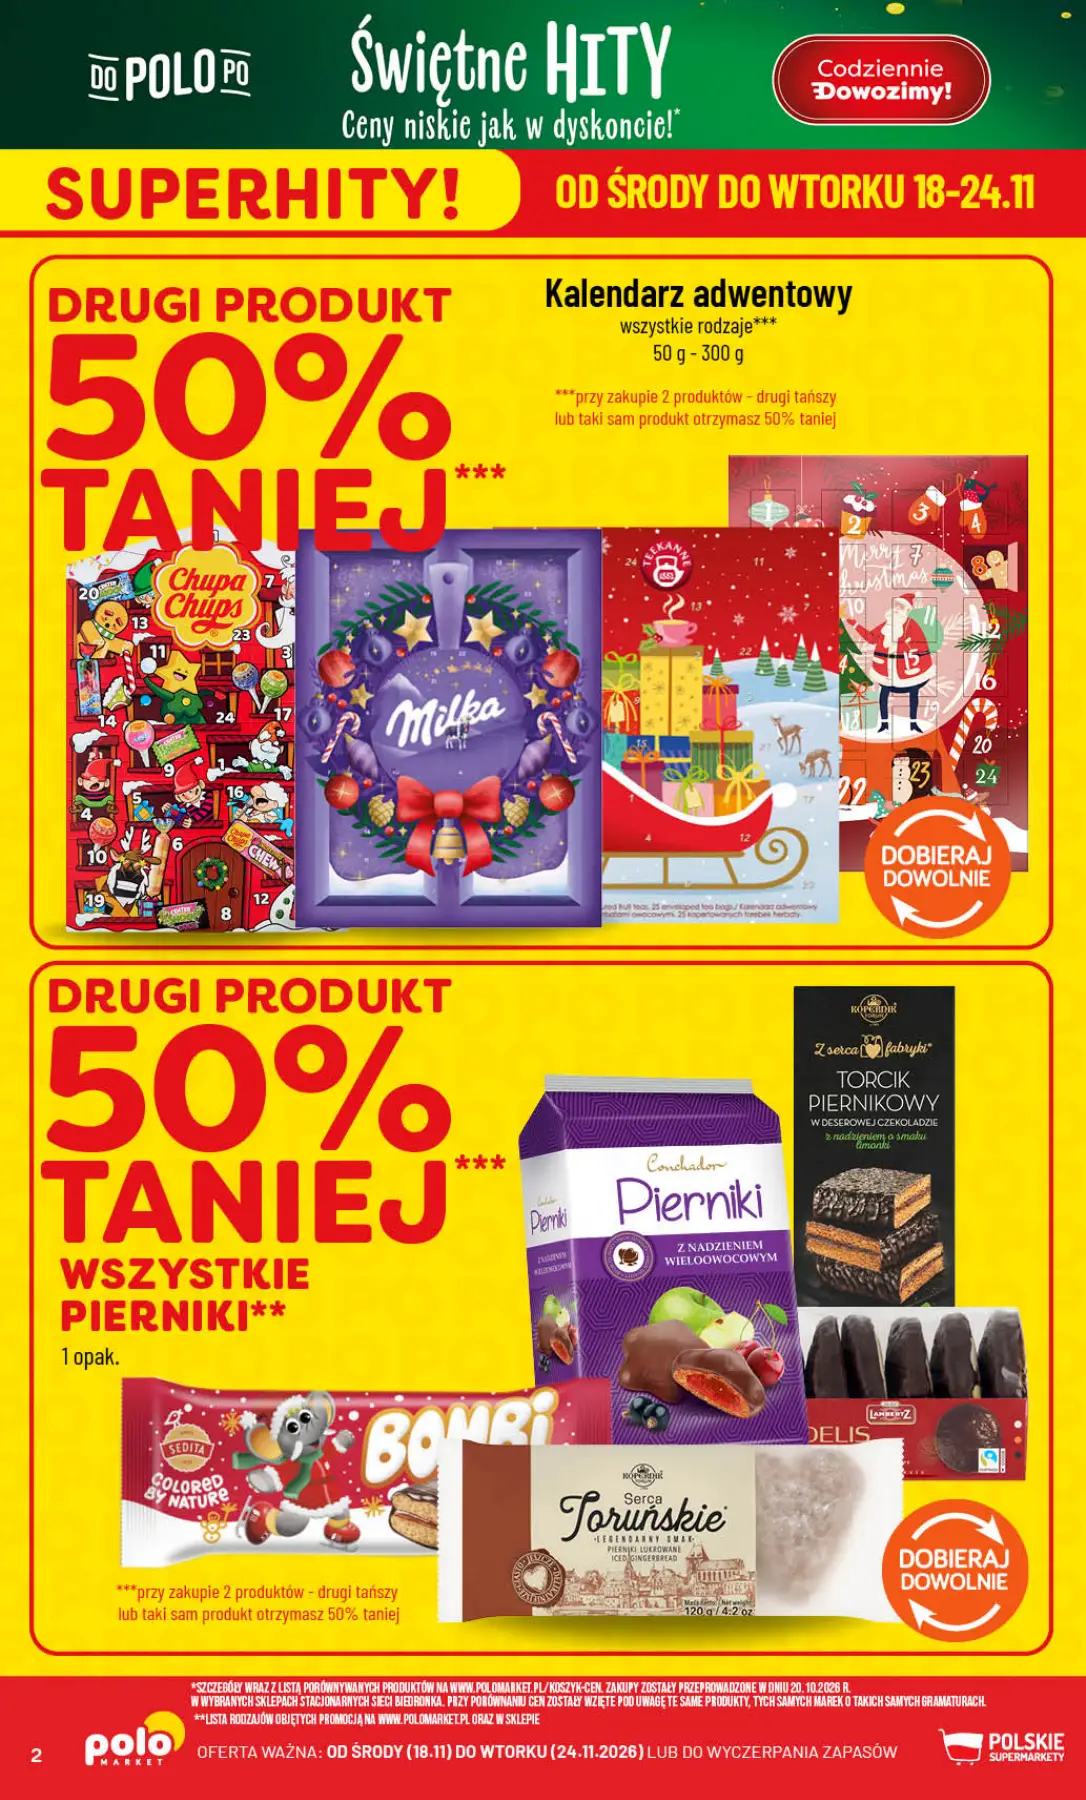 DO POLO PO
Świętne HITY
Ceny niskie jak w dyskoncie!*
Codziennie
Dowozimy!
SUPERHITY!
OD ŚRODY DO WTORKU 18-24.11
DRUGI PRODUKT
50%
TANIEJ***
Kalendarz adwentowy
wszystkie rodzaje***
50 g - 300 g
***przy zakupie 2 produktów - drugi tańszy
lub taki sam produkt otrzymasz 50% taniej
Chupa
Chups
Milka
TEEKANNE
Merry
Christmas
DOBIERAJ
DOWOLNIE
DRUGI PRODUKT
50%
TANIEJ***
WSZYSTKIE
PIERNIKI**
1 opak.
KOPERNIK
Z serca fabryki
TORCIK
PIERNIKOWY
W DESEROWEJ CZEKOLADZIE
z nadzieniem o smaku
limonki
Conchador
Pierniki
Z NADZIENIEM
WIELOOWOCOWYM
LAMBERTZ
DELIS
SEDITA
COLORED
BY NATURE
BOMBi
KOPERNIK
Serca
Toruńskie
LEGENDARNY SMAK
PIERNIKI LUKROWANE
ICED GINGERBREAD
120 g / 4.2 oz
***przy zakupie 2 produktów - drugi tańszy
lub taki sam produkt otrzymasz 50% taniej
DOBIERAJ
DOWOLNIE
*SZCZEGÓŁY WRAZ Z LISTĄ PORÓWNYWANYCH PRODUKTÓW NA WWW.POLOMARKET.PL/KOSZYK-CEN. ZAKUPY ZOSTAŁY PRZEPROWADZONE W DNIU 20.10.2026 R.
W WYBRANYCH SKLEPACH STACJONARNYCH SIECI BIEDRONKA. PRZY PORÓWNANIU CEN ZOSTAŁY WZIĘTE POD UWAGĘ TE SAME PRODUKTY, TYCH SAMYCH MAREK O TAKICH SAMYCH GRAMATURACH.
**LISTA RODZAJÓW OBJĘTYCH PROMOCJĄ NA WWW.POLOMARKET.PL ORAZ W SKLEPIE
2
polo
MARKET
OFERTA WAŻNA: OD ŚRODY (18.11) DO WTORKU (24.11.2026) LUB DO WYCZERPANIA ZAPASÓW
POLSKIE
SUPERMARKETY